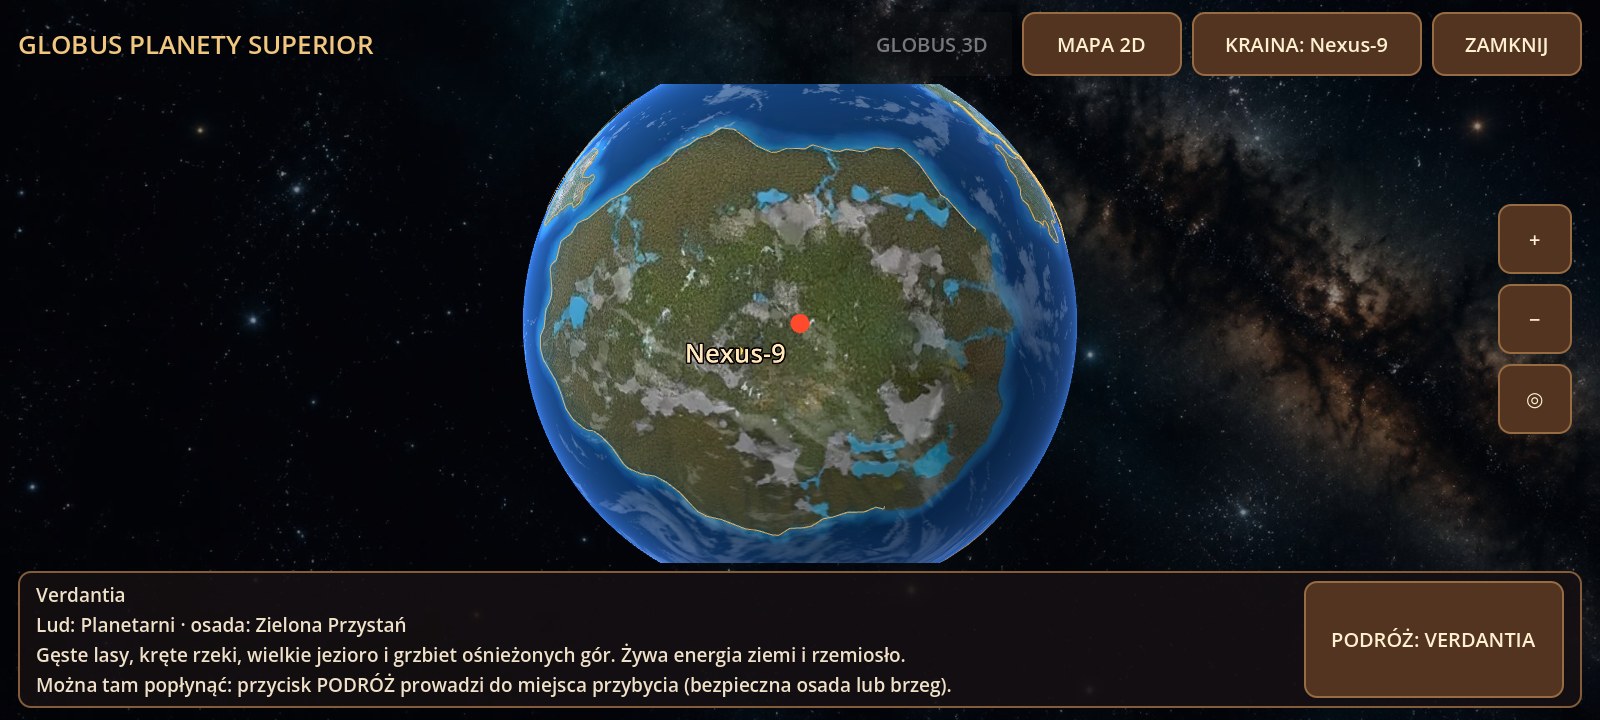 GLOBUS PLANETY SUPERIOR
GLOBUS 3D
MAPA 2D
KRAINA: Nexus-9
ZAMKNIJ
+
−
◎
Nexus-9
Verdantia
Lud: Planetarni · osada: Zielona Przystań
Gęste lasy, kręte rzeki, wielkie jezioro i grzbiet ośnieżonych gór. Żywa energia ziemi i rzemiosło.
Można tam popłynąć: przycisk PODRÓŻ prowadzi do miejsca przybycia (bezpieczna osada lub brzeg).
PODRÓŻ: VERDANTIA